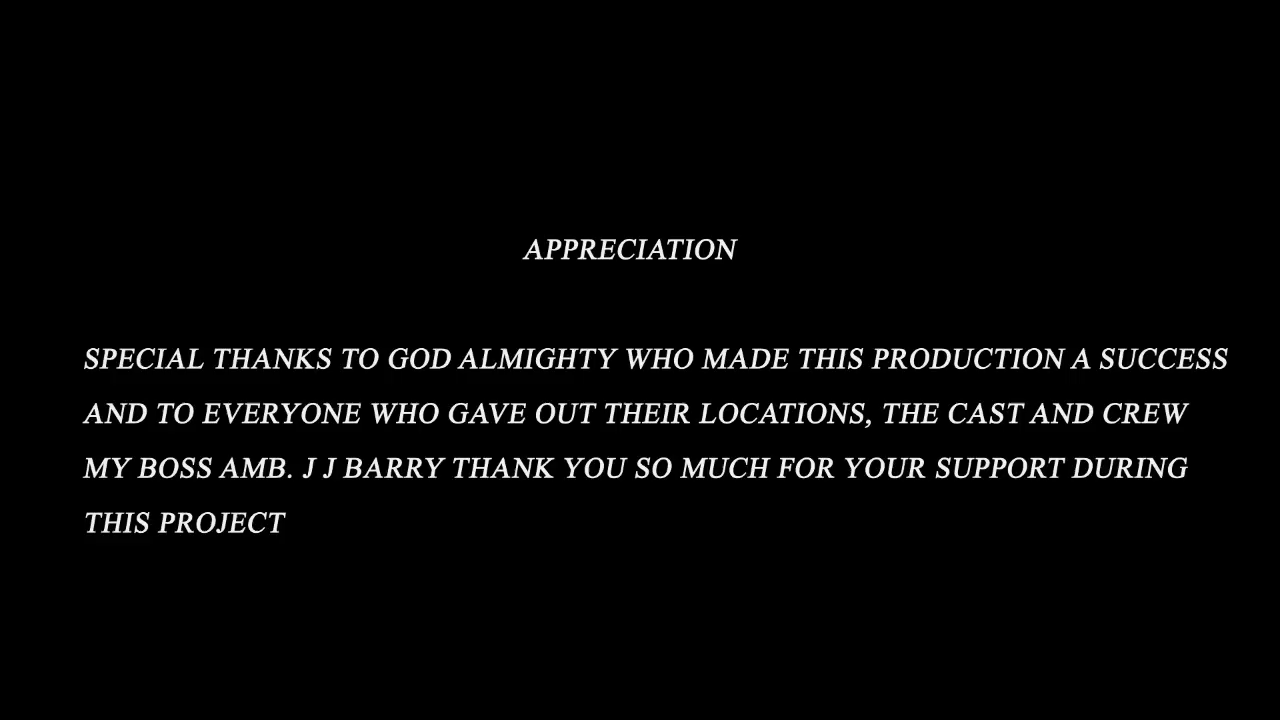 APPRECIATION
SPECIAL THANKS TO GOD ALMIGHTY WHO MADE THIS PRODUCTION A SUCCESS
AND TO EVERYONE WHO GAVE OUT THEIR LOCATIONS, THE CAST AND CREW
MY BOSS AMB. J J BARRY THANK YOU SO MUCH FOR YOUR SUPPORT DURING
THIS PROJECT